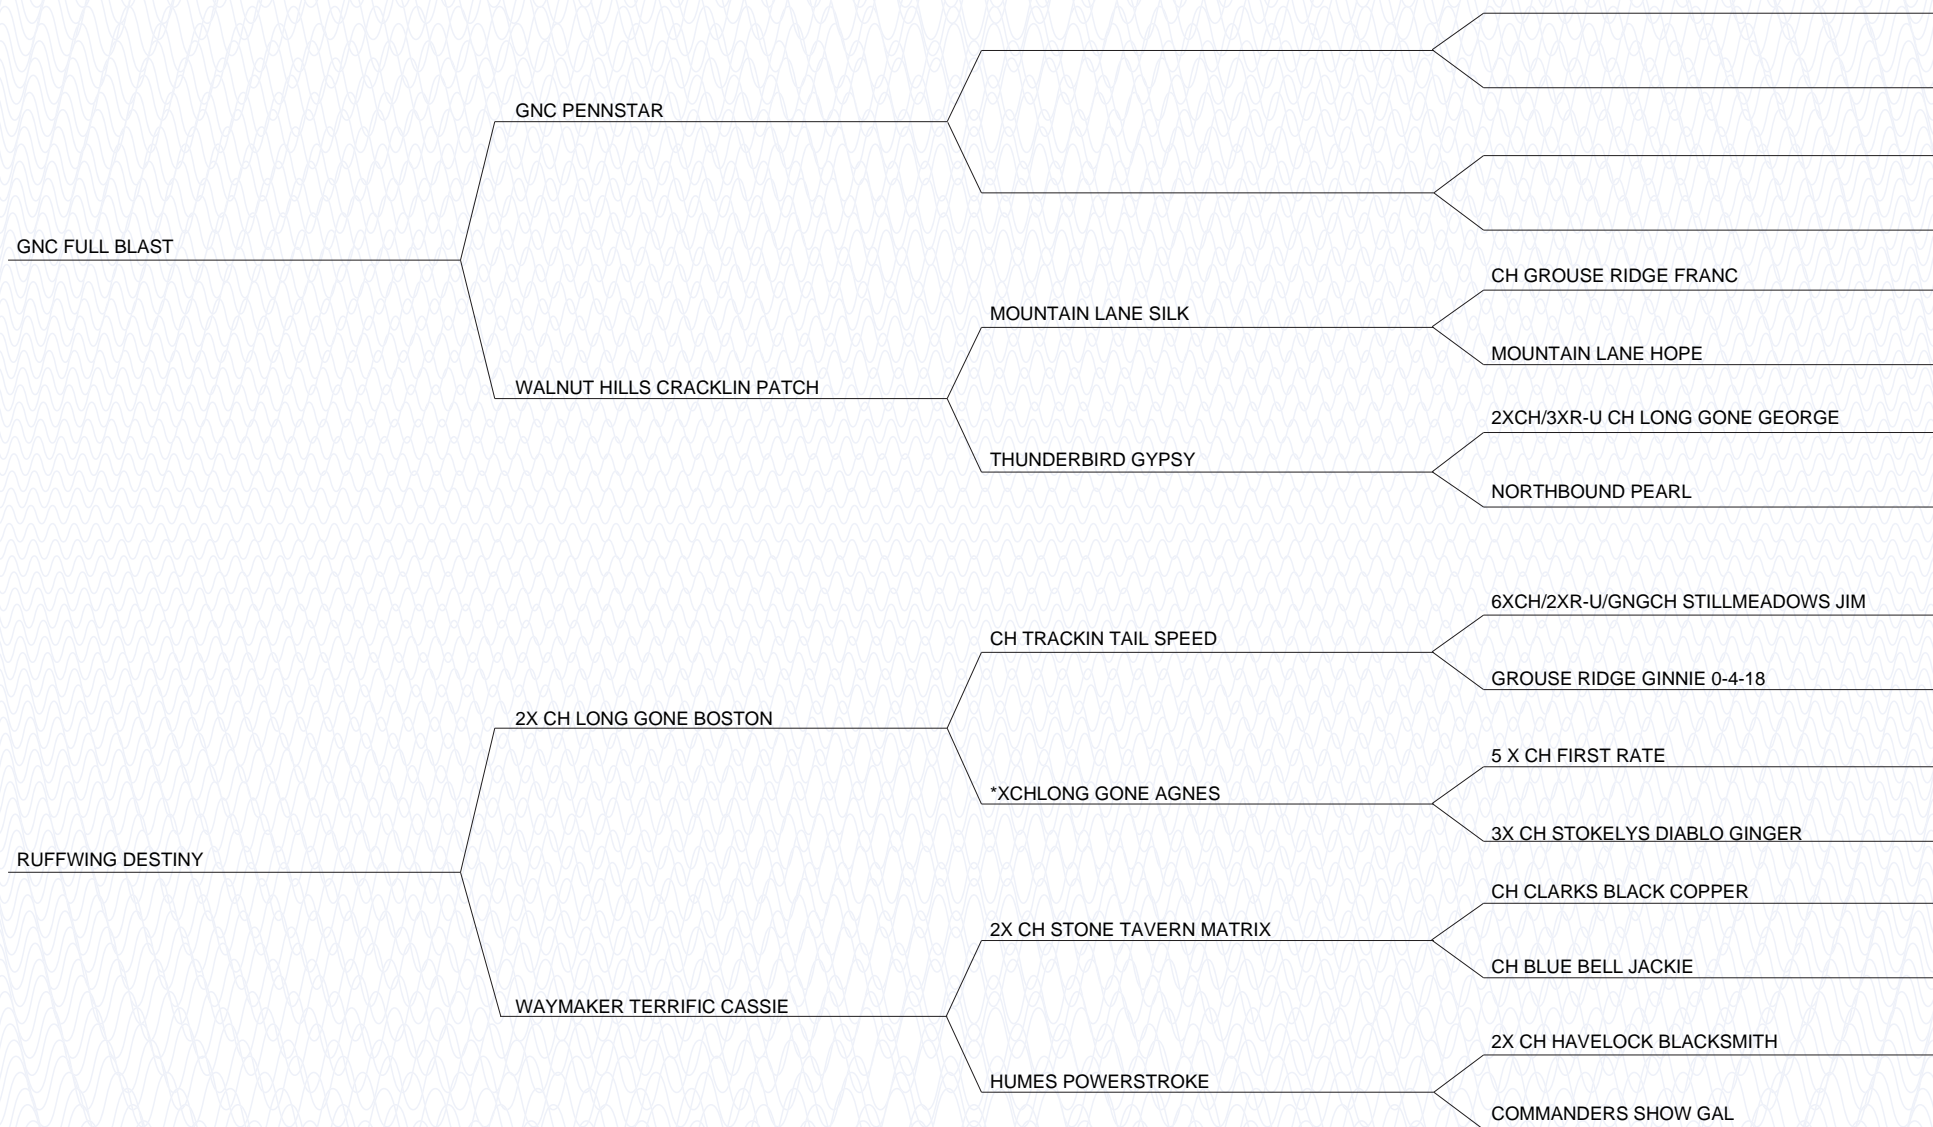 GNC PENNSTAR
GNC FULL BLAST
CH GROUSE RIDGE FRANC
MOUNTAIN LANE SILK
MOUNTAIN LANE HOPE
WALNUT HILLS CRACKLIN PATCH
2XCH/3XR-U CH LONG GONE GEORGE
THUNDERBIRD GYPSY
NORTHBOUND PEARL
6XCH/2XR-U/GNGCH STILLMEADOWS JIM
CH TRACKIN TAIL SPEED
GROUSE RIDGE GINNIE 0-4-18
2X CH LONG GONE BOSTON
5 X CH FIRST RATE
*XCHLONG GONE AGNES
3X CH STOKELYS DIABLO GINGER
RUFFWING DESTINY
CH CLARKS BLACK COPPER
2X CH STONE TAVERN MATRIX
CH BLUE BELL JACKIE
WAYMAKER TERRIFIC CASSIE
2X CH HAVELOCK BLACKSMITH
HUMES POWERSTROKE
COMMANDERS SHOW GAL